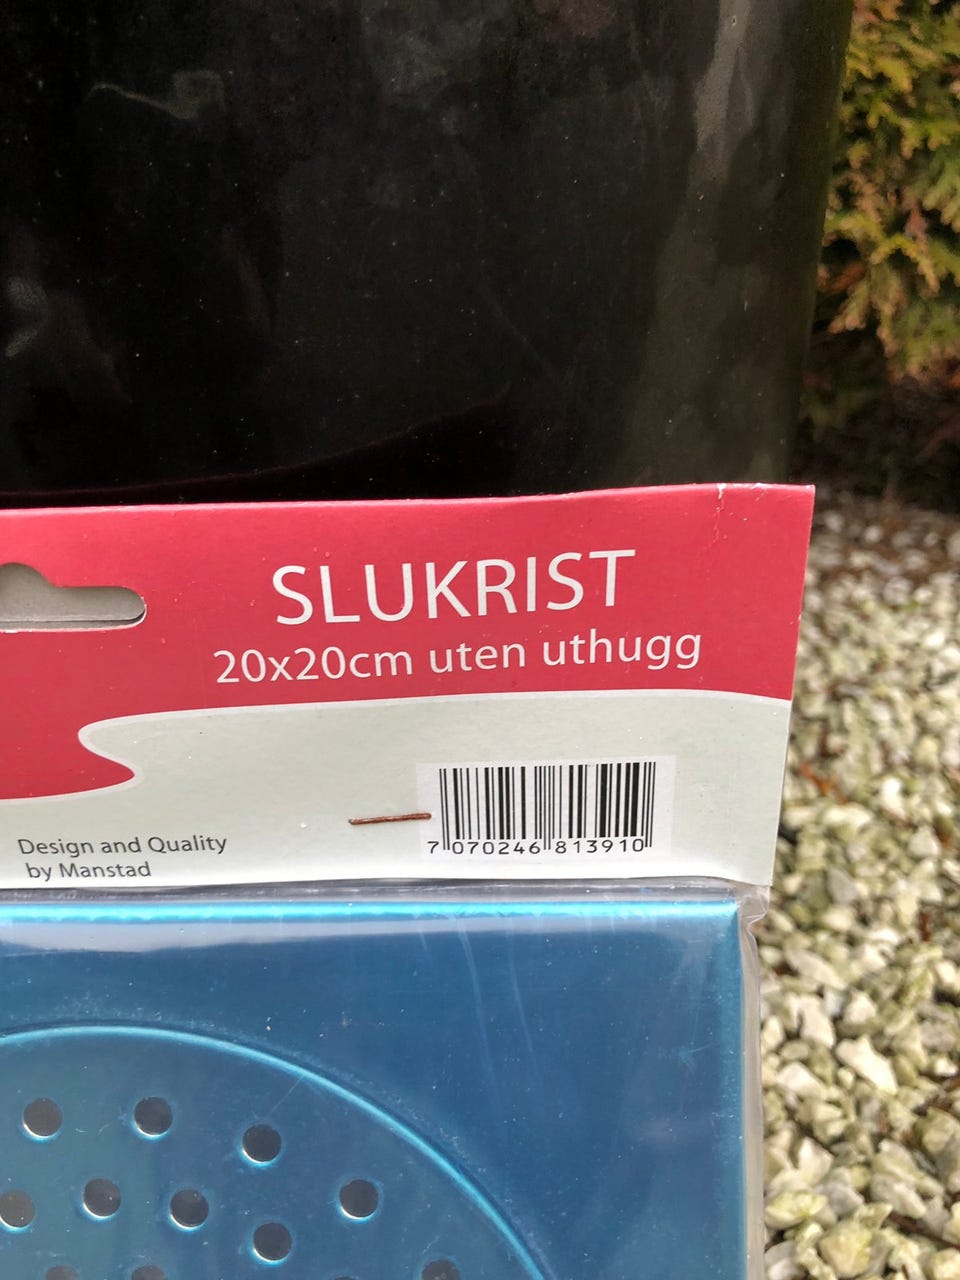 SLUKRIST
20x20cm uten uthugg
Design and Quality
by Manstad
7 070246 813910